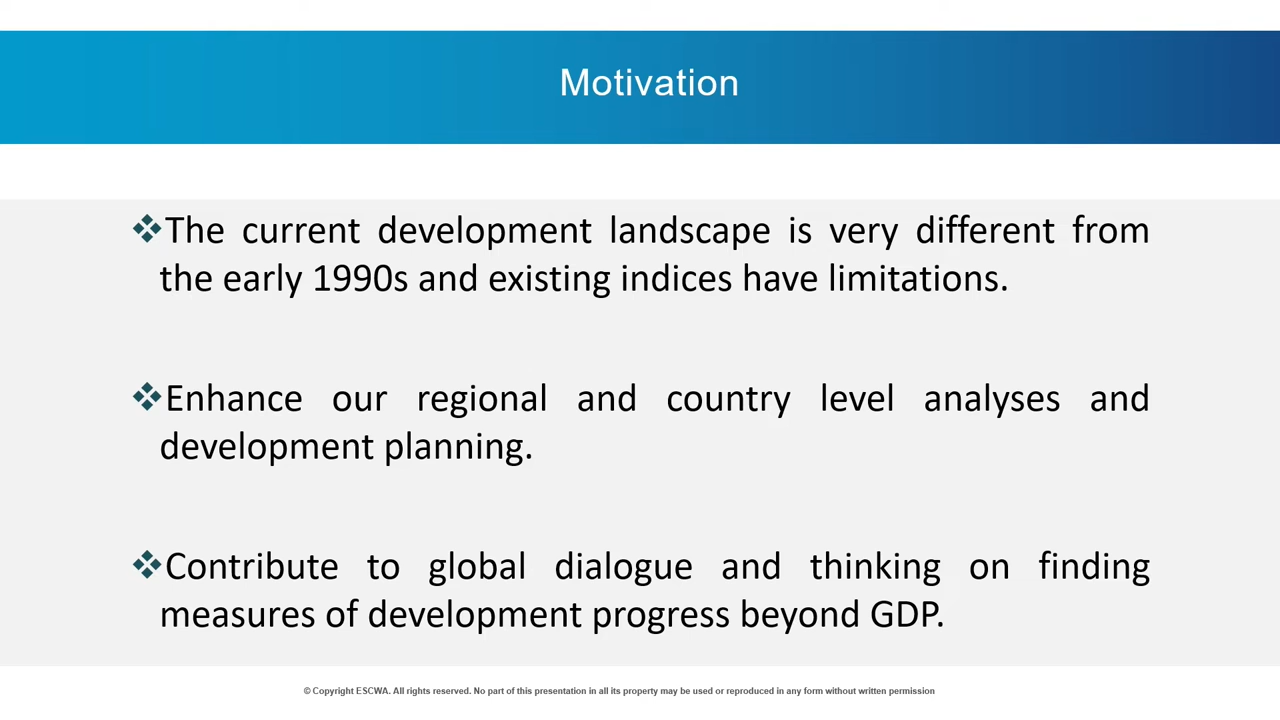 Motivation
❖The current development landscape is very different from
the early 1990s and existing indices have limitations.
❖Enhance our regional and country level analyses and
development planning.
❖Contribute to global dialogue and thinking on finding
measures of development progress beyond GDP.
© Copyright ESCWA. All rights reserved. No part of this presentation in all its property may be used or reproduced in any form without written permission